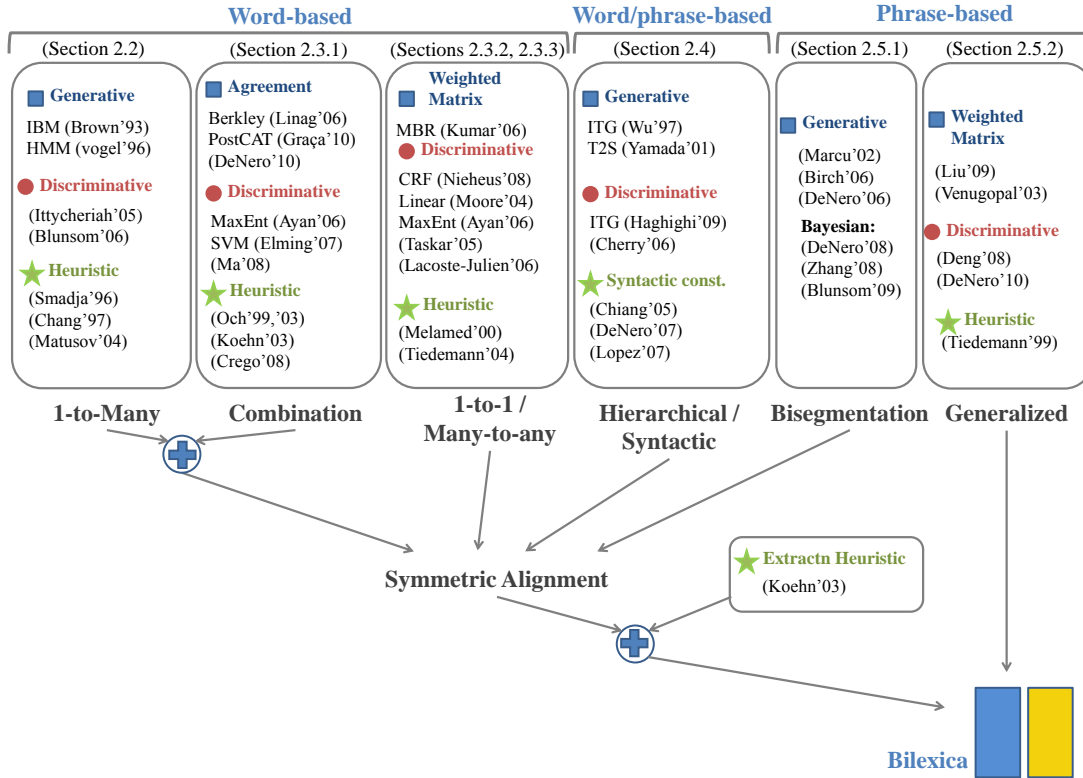 Word-based
Word/phrase-based
Phrase-based
(Section 2.2)
(Section 2.3.1)
(Sections 2.3.2, 2.3.3)
(Section 2.4)
(Section 2.5.1)
(Section 2.5.2)
Generative
IBM (Brown’93)
HMM (vogel’96)
Discriminative
(Ittycheriah’05)
(Blunsom’06)
Heuristic
(Smadja’96)
(Chang’97)
(Matusov’04)
Agreement
Berkley (Linag’06)
PostCAT (Graça’10)
(DeNero’10)
Discriminative
MaxEnt (Ayan’06)
SVM (Elming’07)
(Ma’08)
Heuristic
(Och’99,’03)
(Koehn’03)
(Crego’08)
Weighted
Matrix
MBR (Kumar’06)
Discriminative
CRF (Nieheus’08)
Linear (Moore’04)
MaxEnt (Ayan’06)
(Taskar’05)
(Lacoste-Julien’06)
Heuristic
(Melamed’00)
(Tiedemann’04)
Generative
ITG (Wu’97)
T2S (Yamada’01)
Discriminative
ITG (Haghighi’09)
(Cherry’06)
Syntactic const.
(Chiang’05)
(DeNero’07)
(Lopez’07)
Generative
(Marcu’02)
(Birch’06)
(DeNero’06)
Bayesian:
(DeNero’08)
(Zhang’08)
(Blunsom’09)
Weighted
Matrix
(Liu’09)
(Venugopal’03)
Discriminative
(Deng’08)
(DeNero’10)
Heuristic
(Tiedemann’99)
1-to-Many
Combination
1-to-1 /
Many-to-any
Hierarchical /
Syntactic
Bisegmentation
Generalized
Symmetric Alignment
Extractn Heuristic
(Koehn’03)
Bilexica